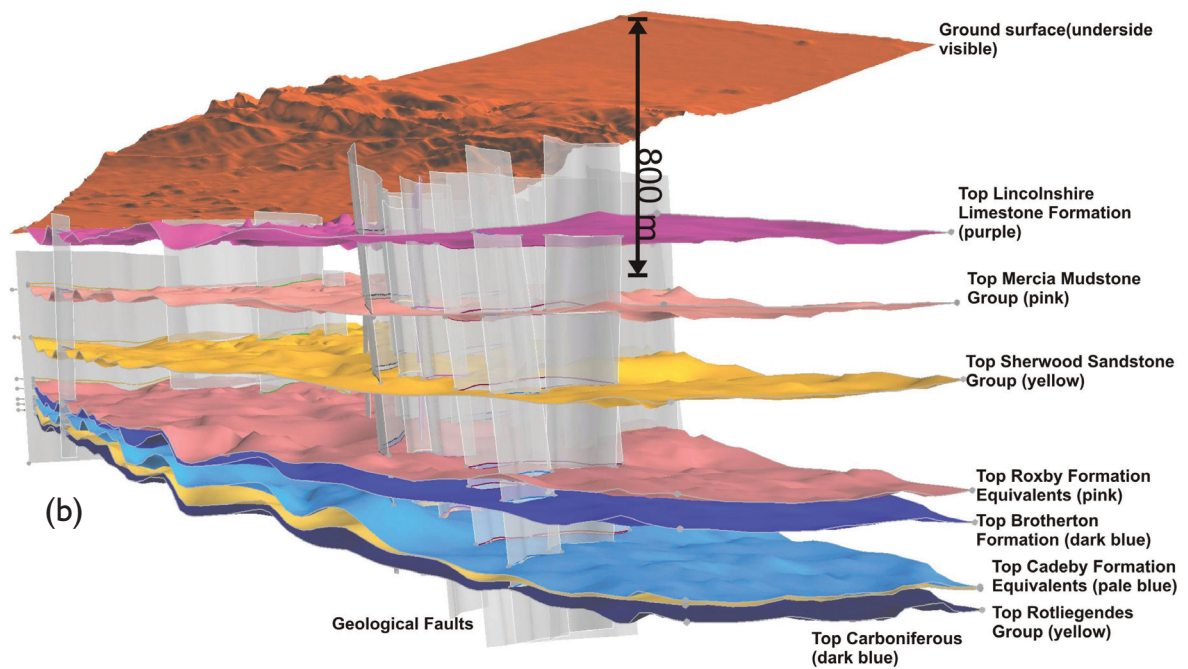 Ground surface(underside
visible)
800 m
Top Lincolnshire
Limestone Formation
(purple)
Top Mercia Mudstone
Group (pink)
Top Sherwood Sandstone
Group (yellow)
Top Roxby Formation
Equivalents (pink)
(b)
Top Brotherton
Formation (dark blue)
Top Cadeby Formation
Equivalents (pale blue)
Top Rotliegendes
Group (yellow)
Geological Faults
Top Carboniferous
(dark blue)